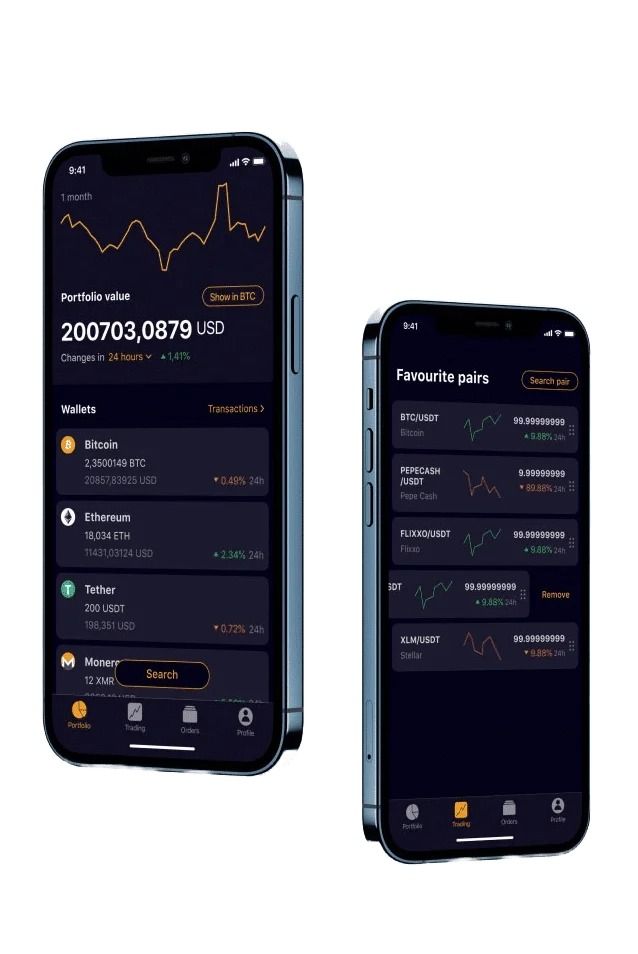 9:41
1 month
Portfolio value
Show in BTC
200703,0879 USD
Changes in 24 hours 1,41%
Wallets
Transactions
Bitcoin
2,3500149 BTC
20857,83925 USD
0.49% 24h
Ethereum
18,034 ETH
11431,03124 USD
2.34% 24h
Tether
200 USDT
198,351 USD
0.72% 24h
Moner
12 XMR
Search
Portfolio
Trading
Orders
Profile
9:41
Favourite pairs
Search pair
BTC/USDT
Bitcoin
99.99999999
9.88% 24h
PEPECASH
/USDT
Pepe Cash
9.99999999
89.88% 24h
FLIXXO/USDT
Flixxo
99.99999999
9.88% 24h
SDT
99.99999999
9.88% 24h
Remove
XLM/USDT
Stellar
99.99999999
9.88% 24h
Portfolio
Trading
Orders
Profile